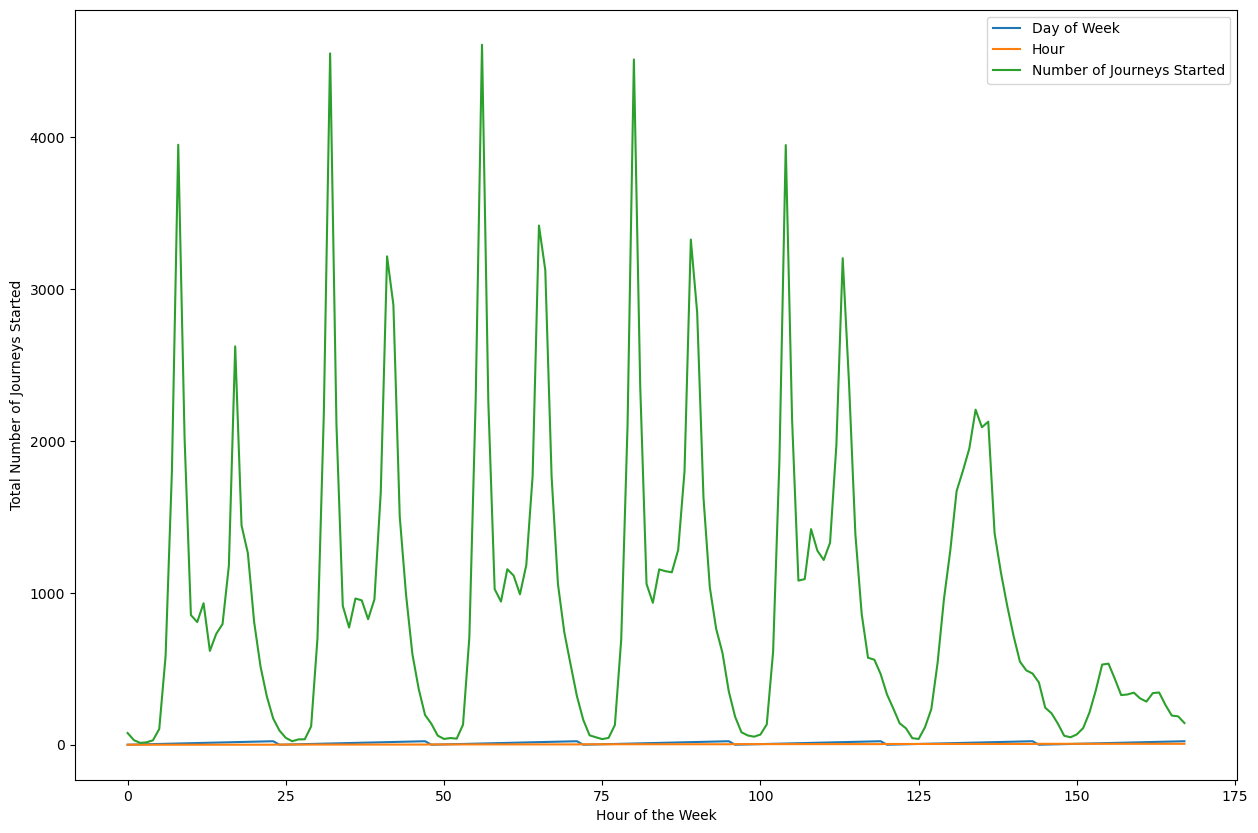 Day of Week
Hour
Number of Journeys Started
Total Number of Journeys Started
4000
3000
2000
1000
0
0 25 50 75 100 125 150 175
Hour of the Week